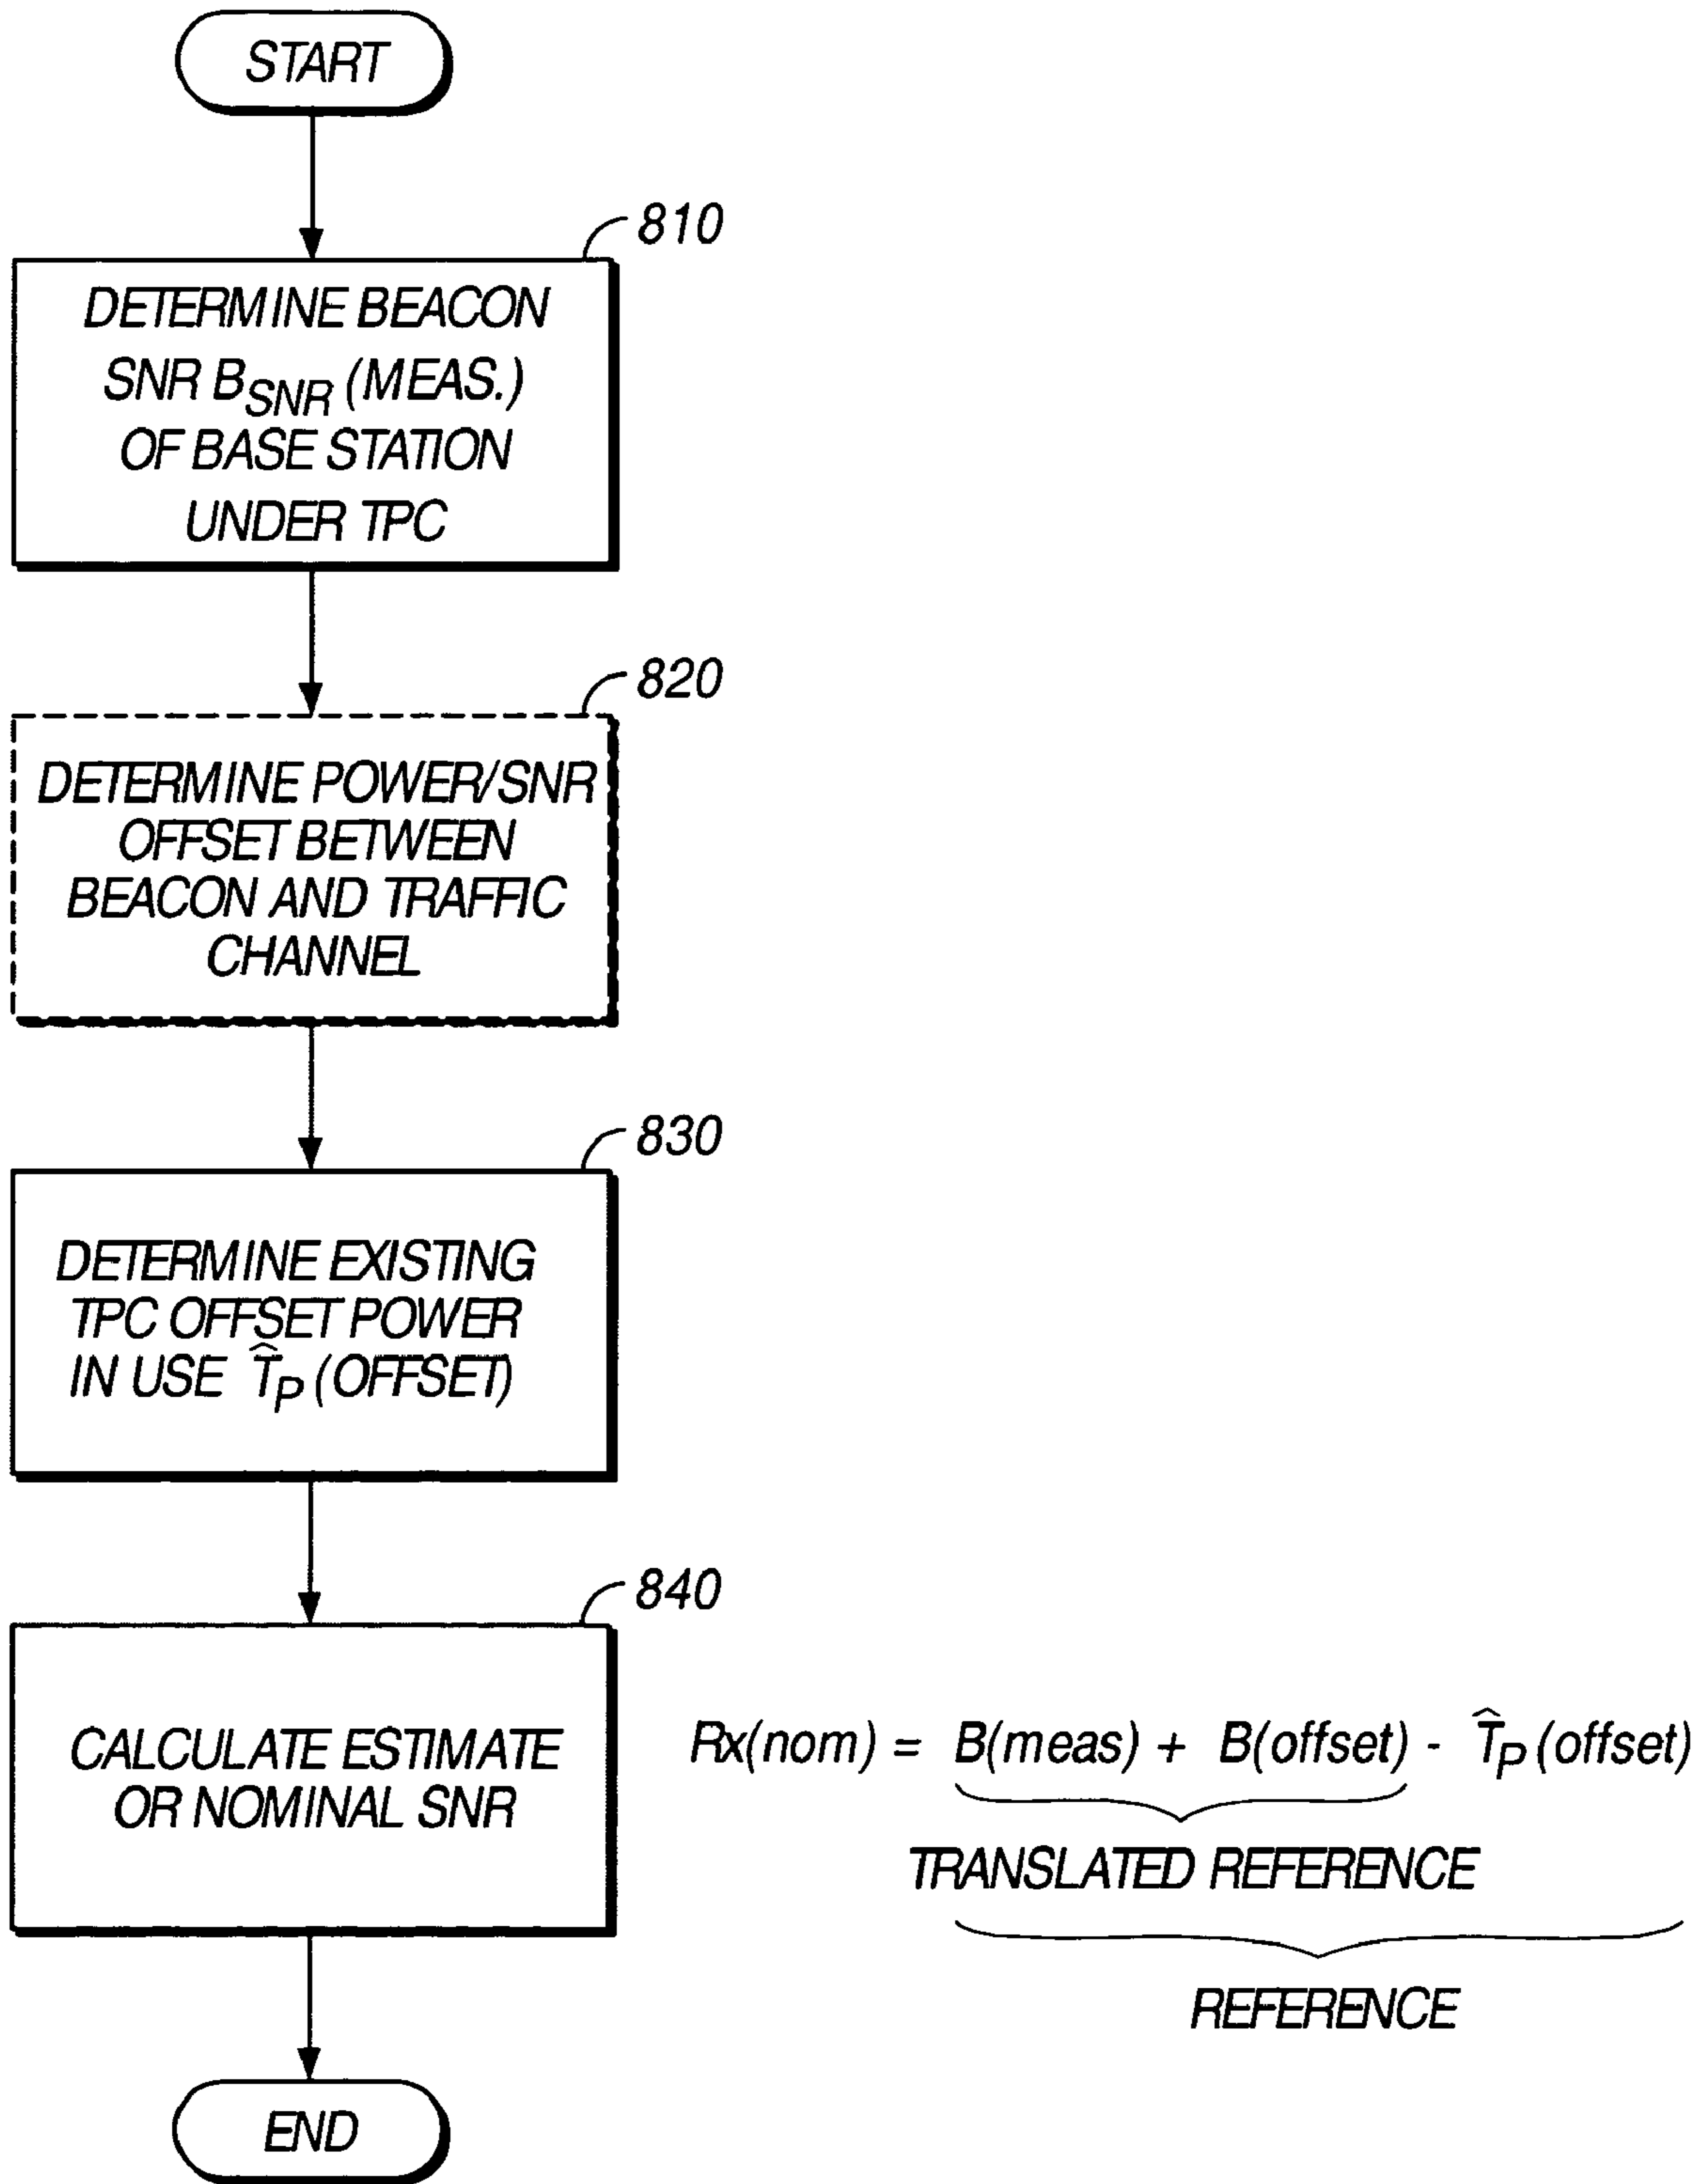 START
810
DETERMINE BEACON
SNR B_SNR (MEAS.)
OF BASE STATION
UNDER TPC
820
DETERMINE POWER/SNR
OFFSET BETWEEN
BEACON AND TRAFFIC
CHANNEL
830
DETERMINE EXISTING
TPC OFFSET POWER
IN USE T̂_P (OFFSET)
840
CALCULATE ESTIMATE
OR NOMINAL SNR
Rx(nom) = B(meas) + B(offset) - T̂_P (offset)
TRANSLATED REFERENCE
REFERENCE
END